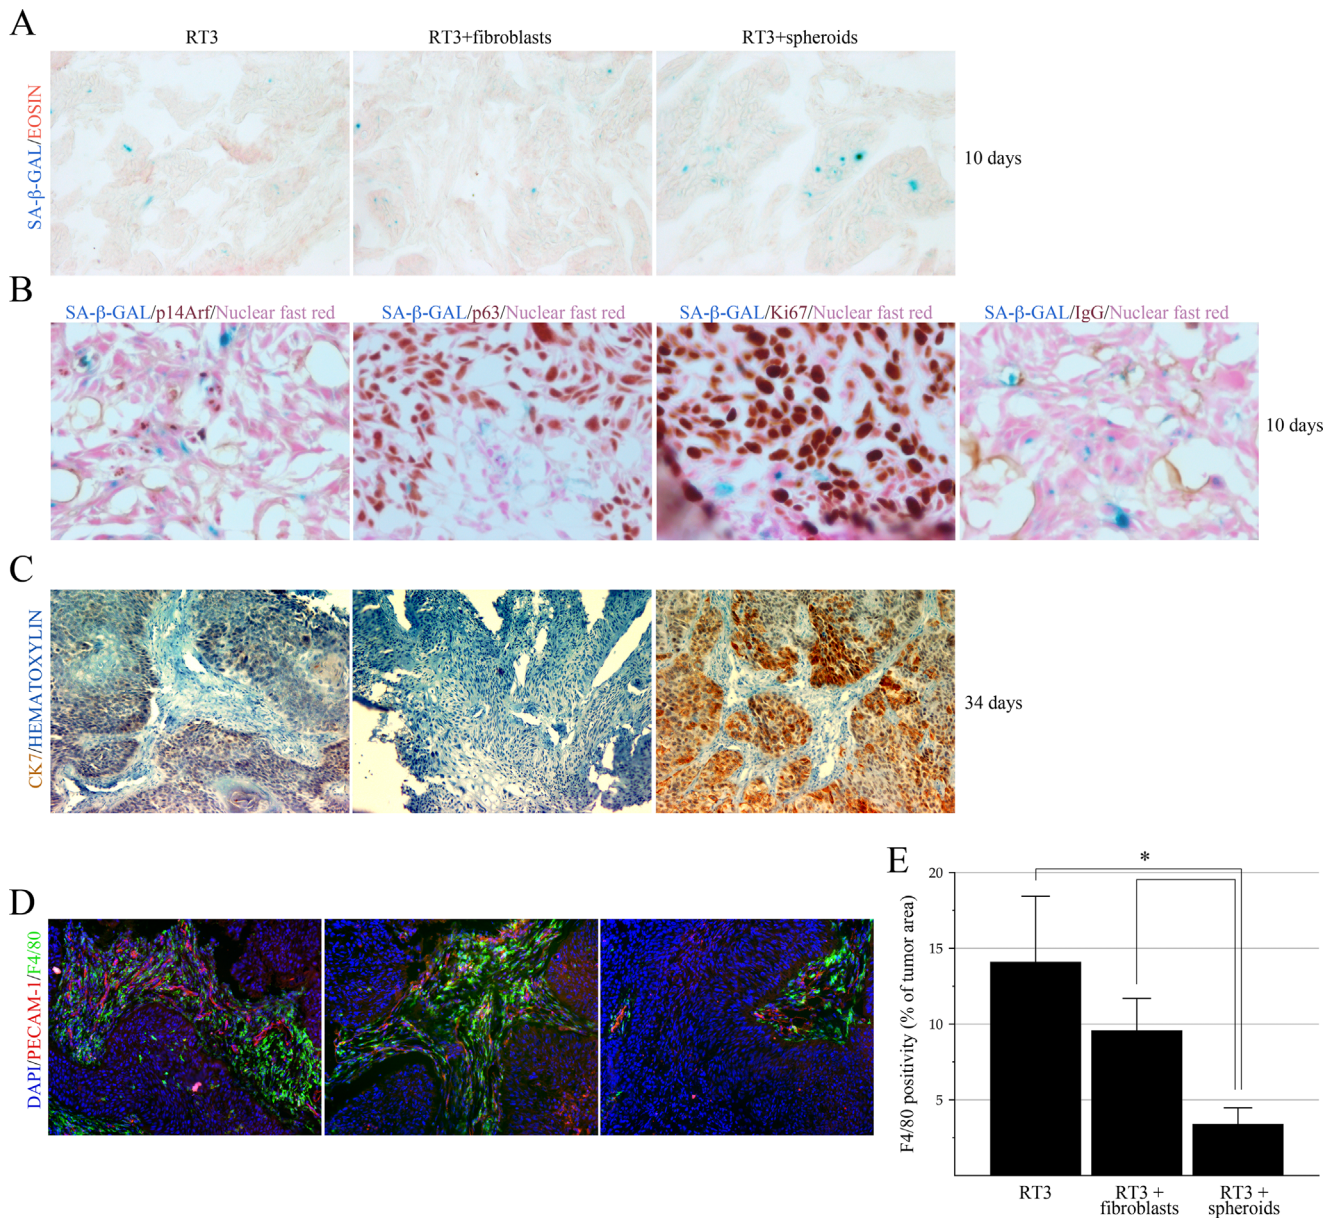 A
RT3
RT3+fibroblasts
RT3+spheroids
SA-β-GAL/EOSIN
10 days
B
SA-β-GAL/p14Arf/Nuclear fast red
SA-β-GAL/p63/Nuclear fast red
SA-β-GAL/Ki67/Nuclear fast red
SA-β-GAL/IgG/Nuclear fast red
10 days
C
CK7/HEMATOXYLIN
34 days
D
DAPI/PECAM-1/F4/80
E
*
F4/80 positivity (% of tumor area)
20
15
10
5
RT3
RT3 +
fibroblasts
RT3 +
spheroids